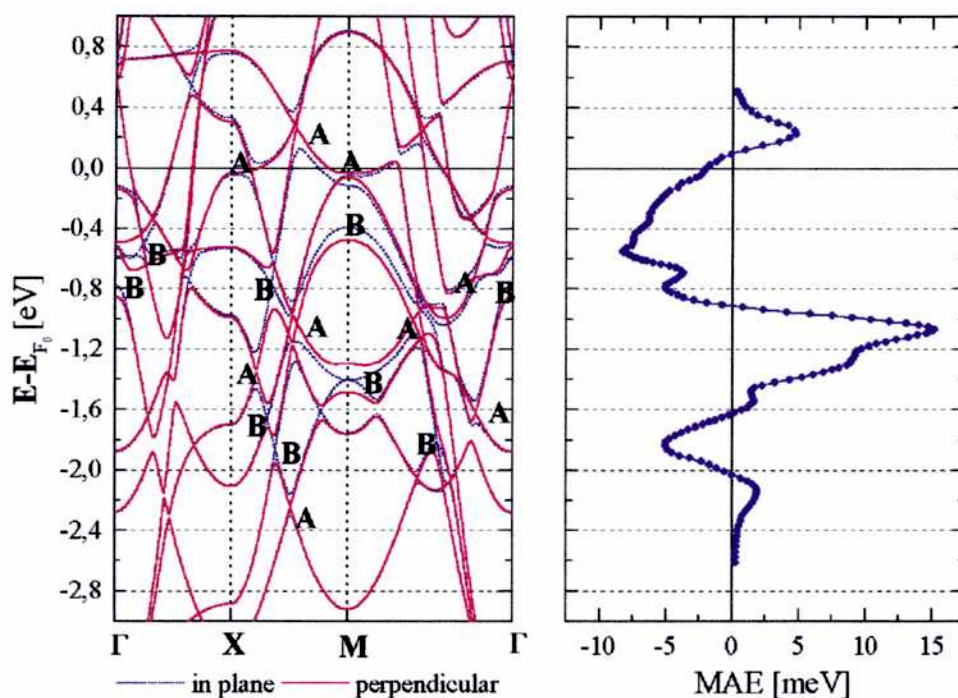 E-E_F₀ [eV]
0,8
0,4
0,0
-0,4
-0,8
-1,2
-1,6
-2,0
-2,4
-2,8
A
A
A
B
B
B
B
A
B
A
A
A
B
A
B
B
B
A
Γ X M Γ
in plane perpendicular
-10 -5 0 5 10 15
MAE [meV]